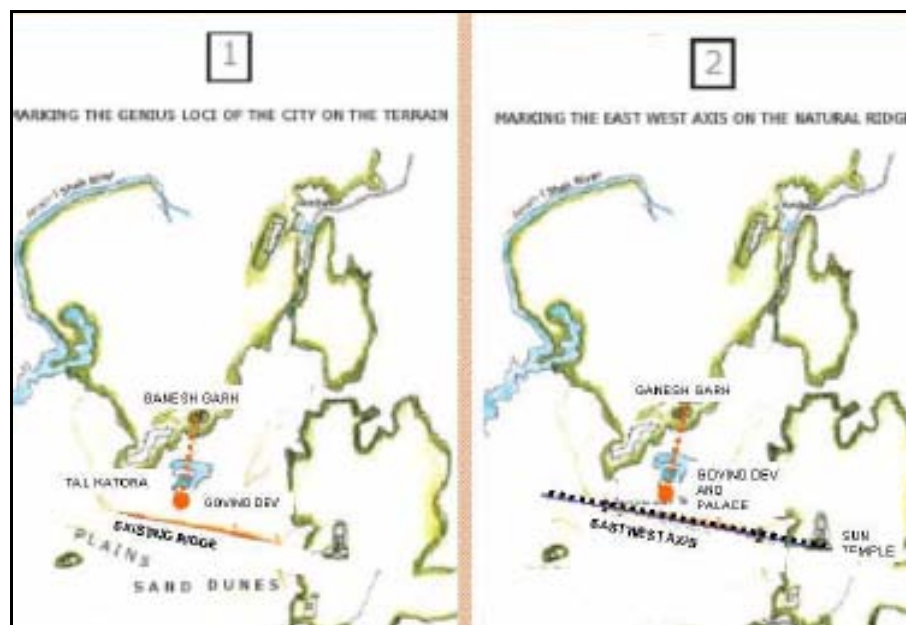 1
MARKING THE GENIUS LOCI OF THE CITY ON THE TERRAIN
River
GANESH GARH
TAL KATORA
GOVIND DEV
EXISTING RIDGE
PLAINS
SAND DUNES
2
MARKING THE EAST WEST AXIS ON THE NATURAL RIDGE
River
GANESH GARH
GOVIND DEV
AND
PALACE
EAST WEST AXIS
SUN
TEMPLE